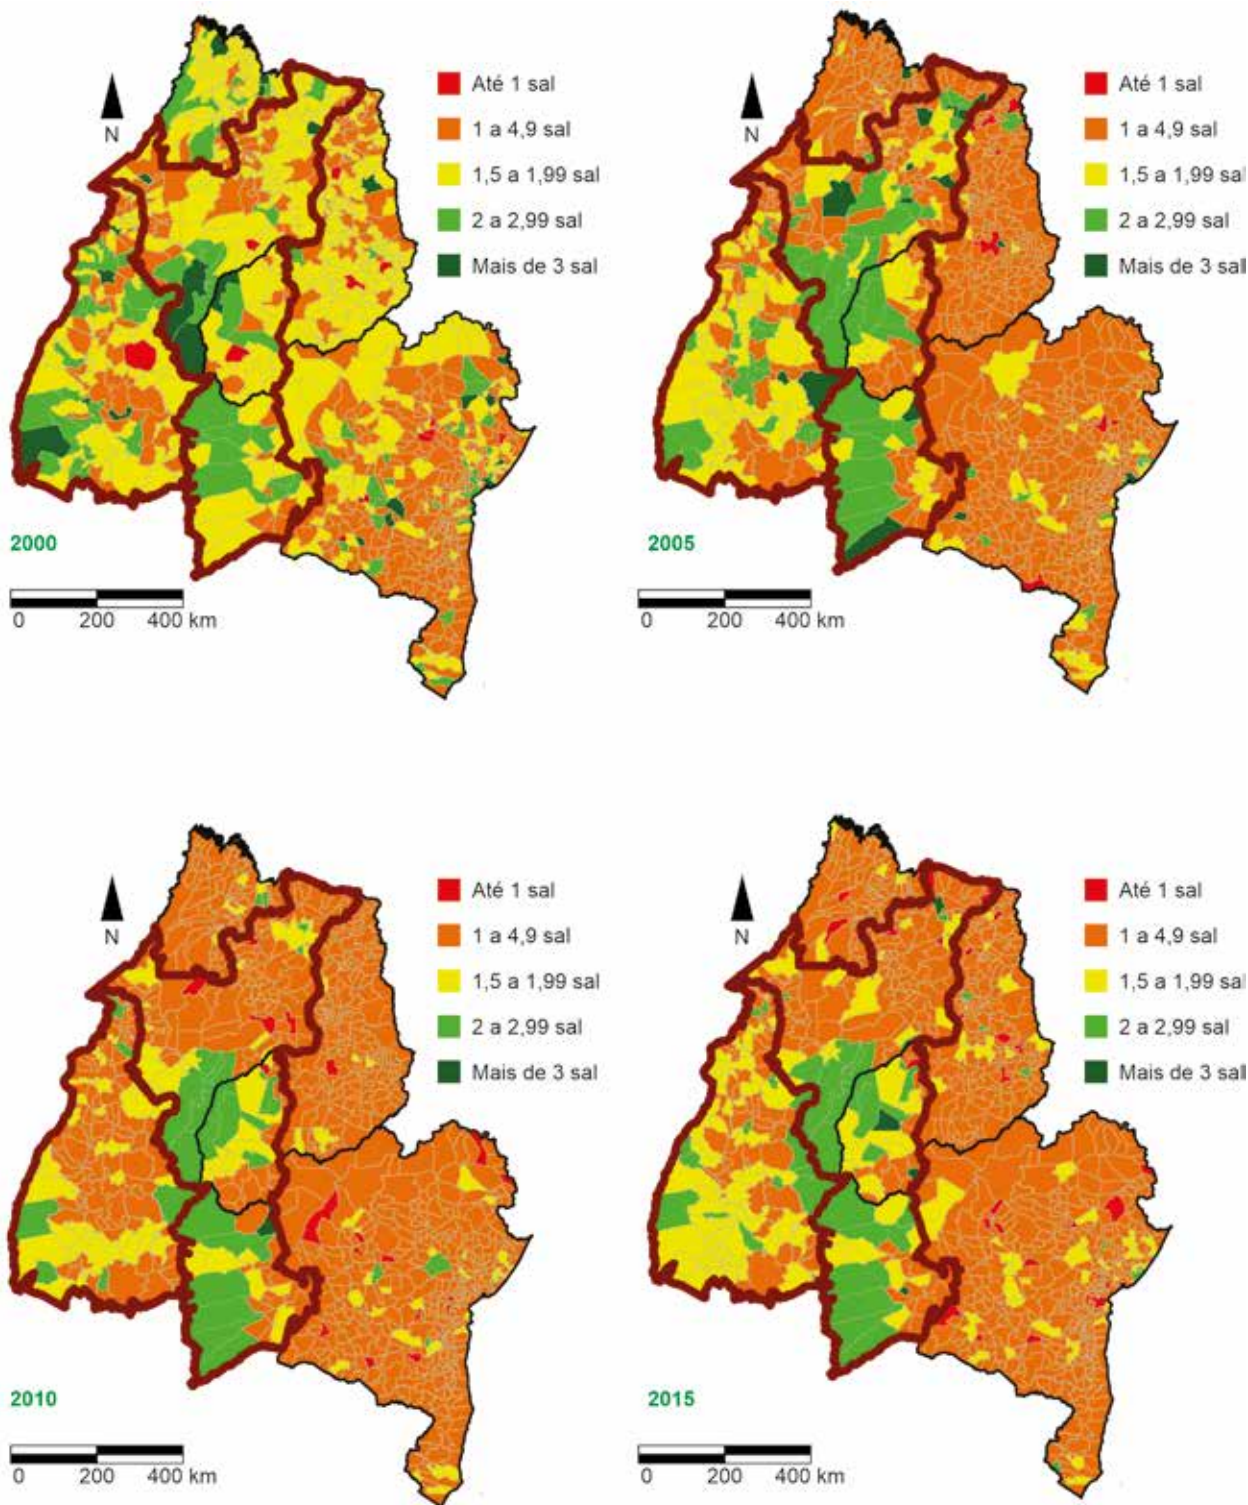 N
Até 1 sal
1 a 4,9 sal
1,5 a 1,99 sal
2 a 2,99 sal
Mais de 3 sal
2000
0 200 400 km
N
Até 1 sal
1 a 4,9 sal
1,5 a 1,99 sal
2 a 2,99 sal
Mais de 3 sal
2005
0 200 400 km
N
Até 1 sal
1 a 4,9 sal
1,5 a 1,99 sal
2 a 2,99 sal
Mais de 3 sal
2010
0 200 400 km
N
Até 1 sal
1 a 4,9 sal
1,5 a 1,99 sal
2 a 2,99 sal
Mais de 3 sal
2015
0 200 400 km